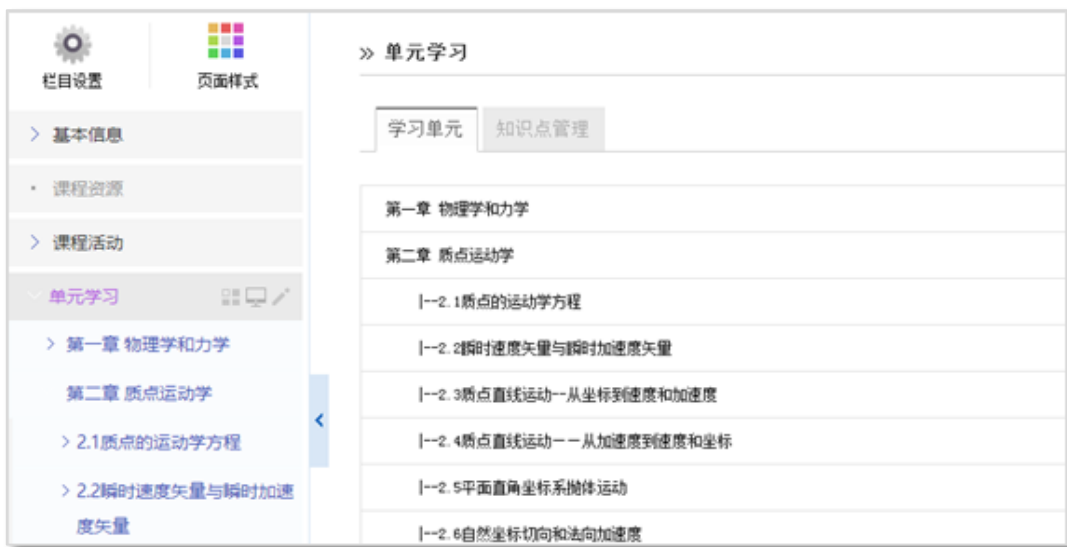 栏目设置
页面样式
> 基本信息
· 课程资源
> 课程活动
单元学习
> 第一章 物理学和力学
第二章 质点运动学
> 2.1质点的运动学方程
> 2.2瞬时速度矢量与瞬时加速
度矢量
» 单元学习
学习单元
知识点管理
第一章 物理学和力学
第二章 质点运动学
|--2.1质点的运动学方程
|--2.2瞬时速度矢量与瞬时加速度矢量
|--2.3质点直线运动--从坐标到速度和加速度
|--2.4质点直线运动——从加速度到速度和坐标
|--2.5平面直角坐标系抛体运动
|--2.6自然坐标切向和法向加速度